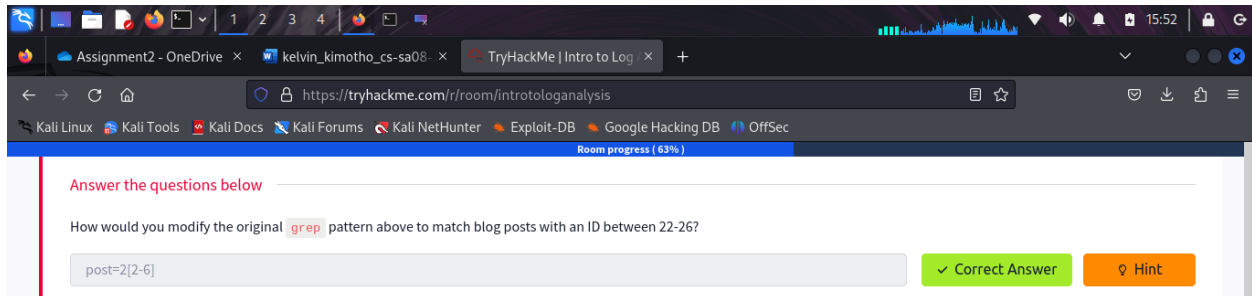 1 2 3 4 15:52
Assignment2 - OneDrive × kelvin_kimotho_cs-sa08- × TryHackMe | Intro to Log × +
https://tryhackme.com/r/room/introtologanalysis
Kali Linux Kali Tools Kali Docs Kali Forums Kali NetHunter Exploit-DB Google Hacking DB OffSec
Room progress ( 63% )
Answer the questions below
How would you modify the original grep pattern above to match blog posts with an ID between 22-26?
post=2[2-6] ✓ Correct Answer Hint